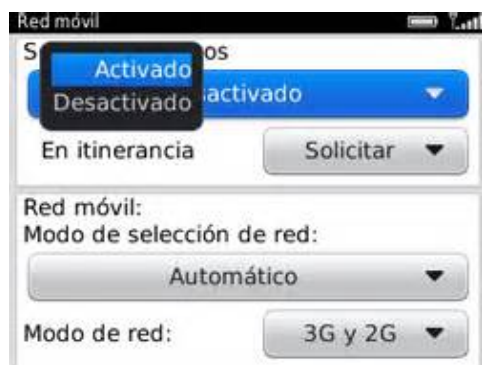 Red móvil
Activado
Desactivado
En itinerancia Solicitar
Red móvil:
Modo de selección de red:
Automático
Modo de red: 3G y 2G